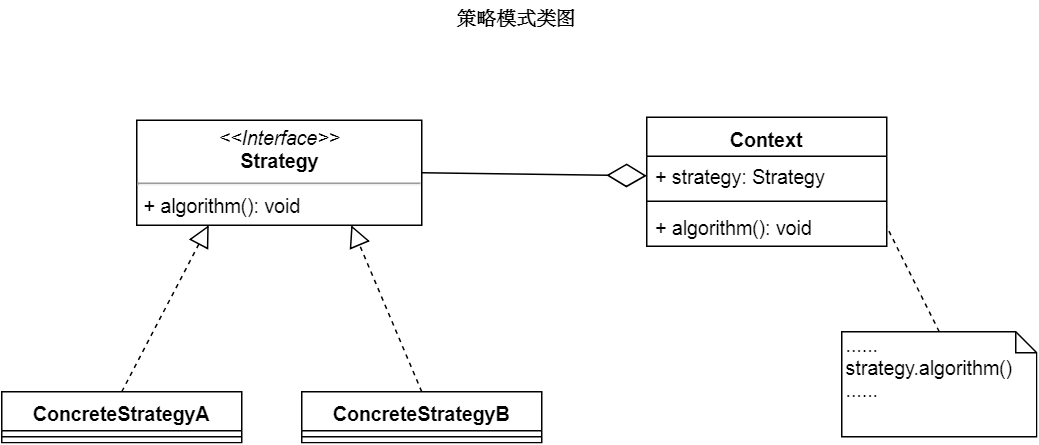 策略模式类图
<<Interface>>
Strategy
+ algorithm(): void
Context
+ strategy: Strategy
+ algorithm(): void
......
strategy.algorithm()
......
ConcreteStrategyA
ConcreteStrategyB